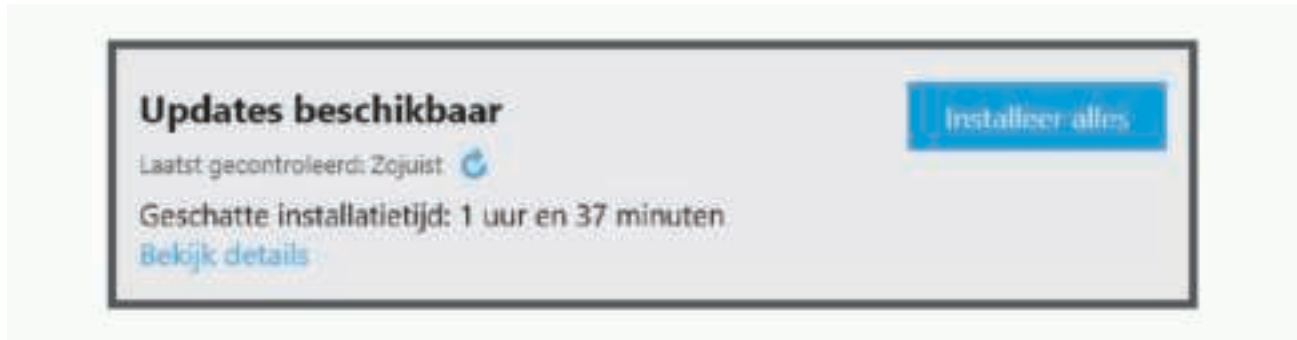 Updates beschikbaar
Installeer alles
Laatst gecontroleerd: Zojuist
Geschatte installatietijd: 1 uur en 37 minuten
Bekijk details